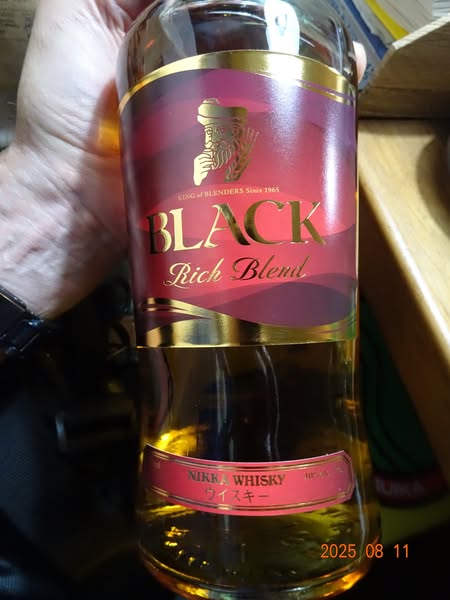 KING of BLENDERS Since 1965
BLACK
Rich Blend
NIKKA WHISKY
ウイスキー
2025 08 11